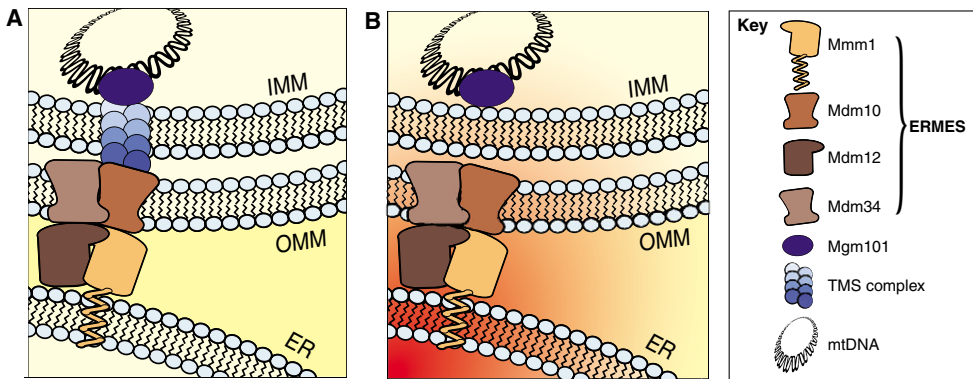 A
IMM
OMM
ER
B
IMM
OMM
ER
Key
Mmm1
Mdm10
ERMES
Mdm12
Mdm34
Mgm101
TMS complex
mtDNA